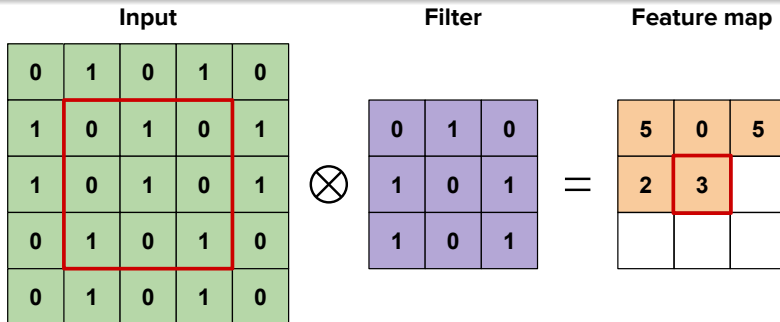 Input Filter Feature map
0 1 0 1 0
1 0 1 0 1 0 1 0 5 0 5
1 0 1 0 1 ⊗ 1 0 1 = 2 3
0 1 0 1 0 1 0 1
0 1 0 1 0